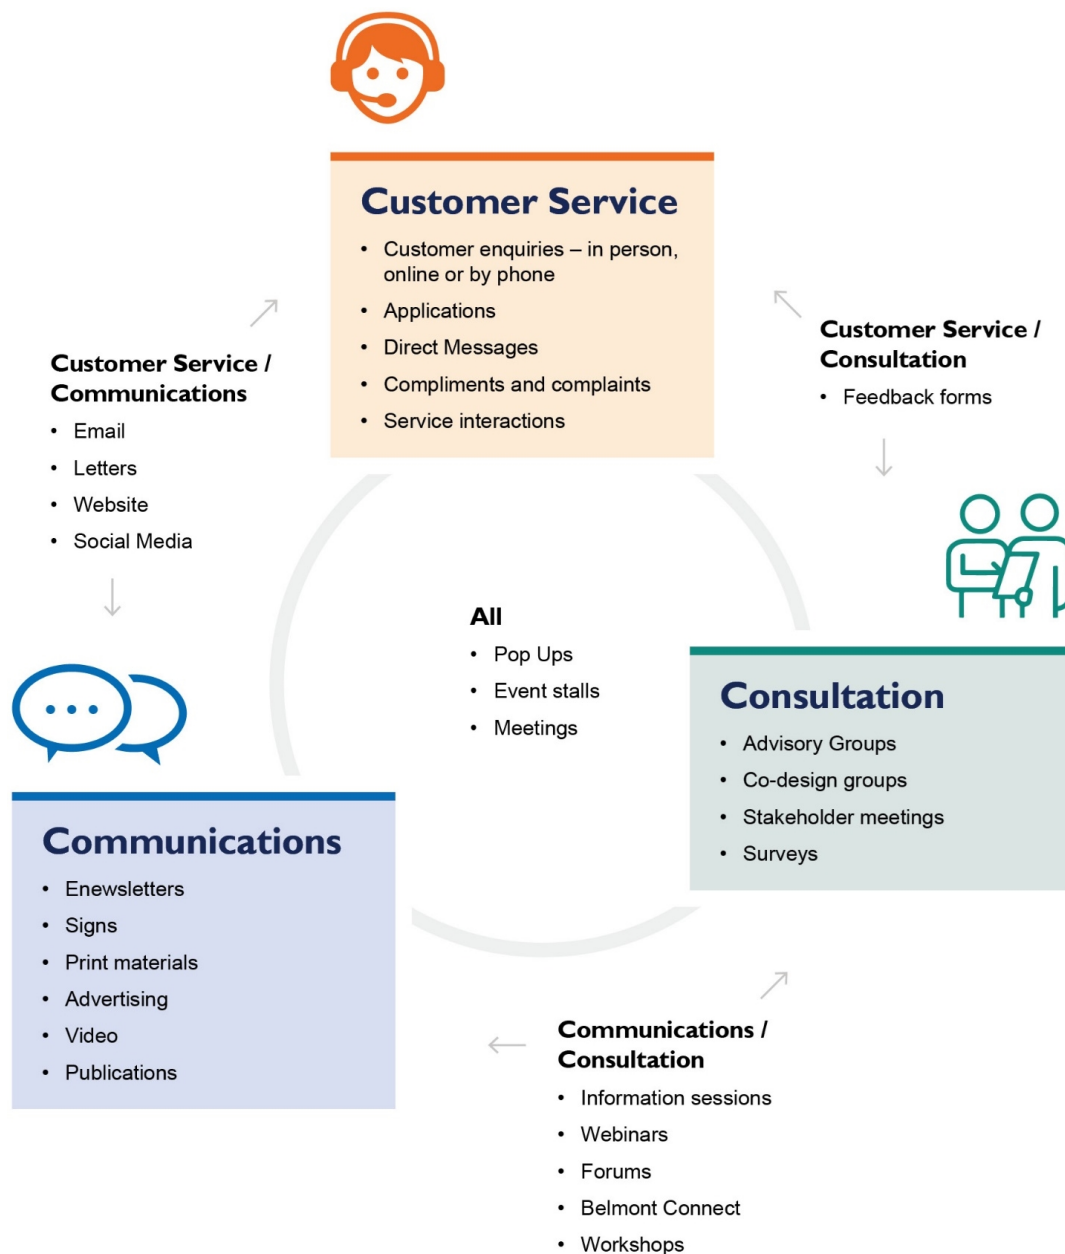 Customer Service
• Customer enquiries – in person,
online or by phone
• Applications
• Direct Messages
• Compliments and complaints
• Service interactions
Customer Service /
Communications
• Email
• Letters
• Website
• Social Media
Customer Service /
Consultation
• Feedback forms
All
• Pop Ups
• Event stalls
• Meetings
Consultation
• Advisory Groups
• Co-design groups
• Stakeholder meetings
• Surveys
Communications
• Enewsletters
• Signs
• Print materials
• Advertising
• Video
• Publications
Communications /
Consultation
• Information sessions
• Webinars
• Forums
• Belmont Connect
• Workshops